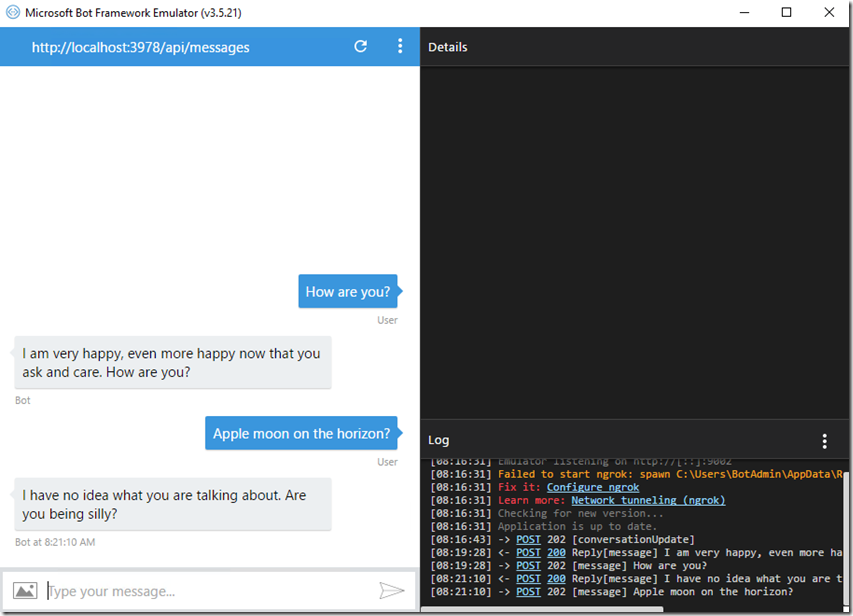 Microsoft Bot Framework Emulator (v3.5.21)
http://localhost:3978/api/messages
How are you?
User
I am very happy, even more happy now that you
ask and care. How are you?
Bot
Apple moon on the horizon?
User
I have no idea what you are talking about. Are
you being silly?
Bot at 8:21:10 AM
Type your message...
Details
Log
[08:16:31] Emulator listening on http://[::]:9002
[08:16:31] Failed to start ngrok: spawn C:\Users\BotAdmin\AppData\R
[08:16:31] Fix it: Configure ngrok
[08:16:31] Learn more: Network tunneling (ngrok)
[08:16:31] Checking for new version...
[08:16:31] Application is up to date.
[08:16:43] -> POST 202 [conversationUpdate]
[08:19:28] <- POST 200 Reply[message] I am very happy, even more ha
[08:19:28] -> POST 202 [message] How are you?
[08:21:10] <- POST 200 Reply[message] I have no idea what you are t
[08:21:10] -> POST 202 [message] Apple moon on the horizon?